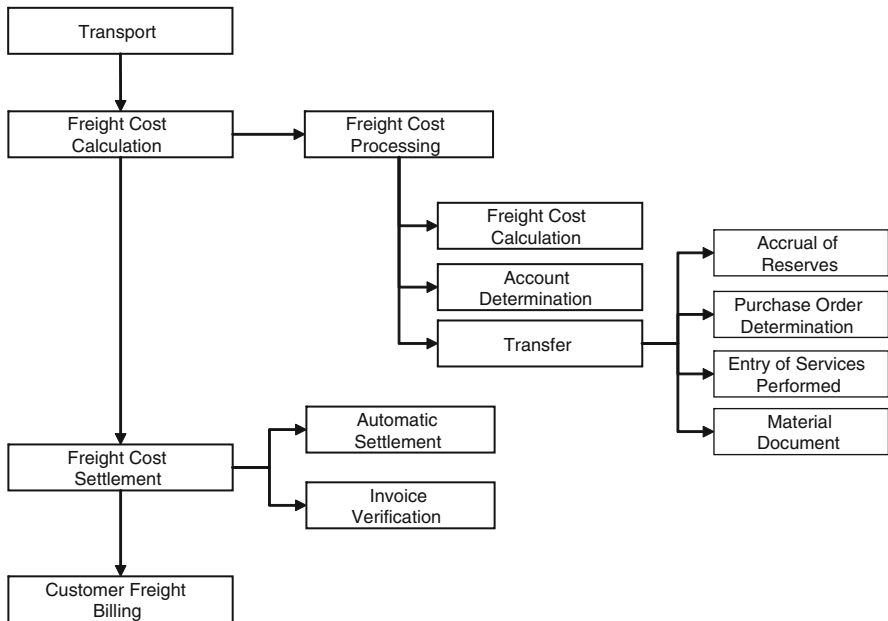 Transport
Freight Cost
Calculation
Freight Cost
Processing
Freight Cost
Calculation
Account
Determination
Transfer
Accrual of
Reserves
Purchase Order
Determination
Entry of Services
Performed
Material
Document
Freight Cost
Settlement
Automatic
Settlement
Invoice
Verification
Customer Freight
Billing